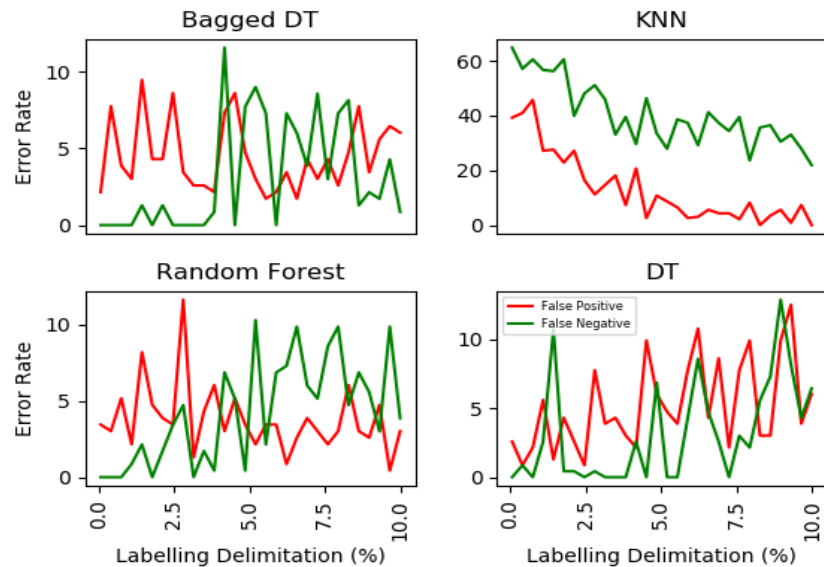 Bagged DT
KNN
Error Rate
10
5
0
60
40
20
0
Random Forest
DT
Error Rate
10
5
0
10
5
0
False Positive
False Negative
0.0
2.5
5.0
7.5
10.0
0.0
2.5
5.0
7.5
10.0
Labelling Delimitation (%)
Labelling Delimitation (%)